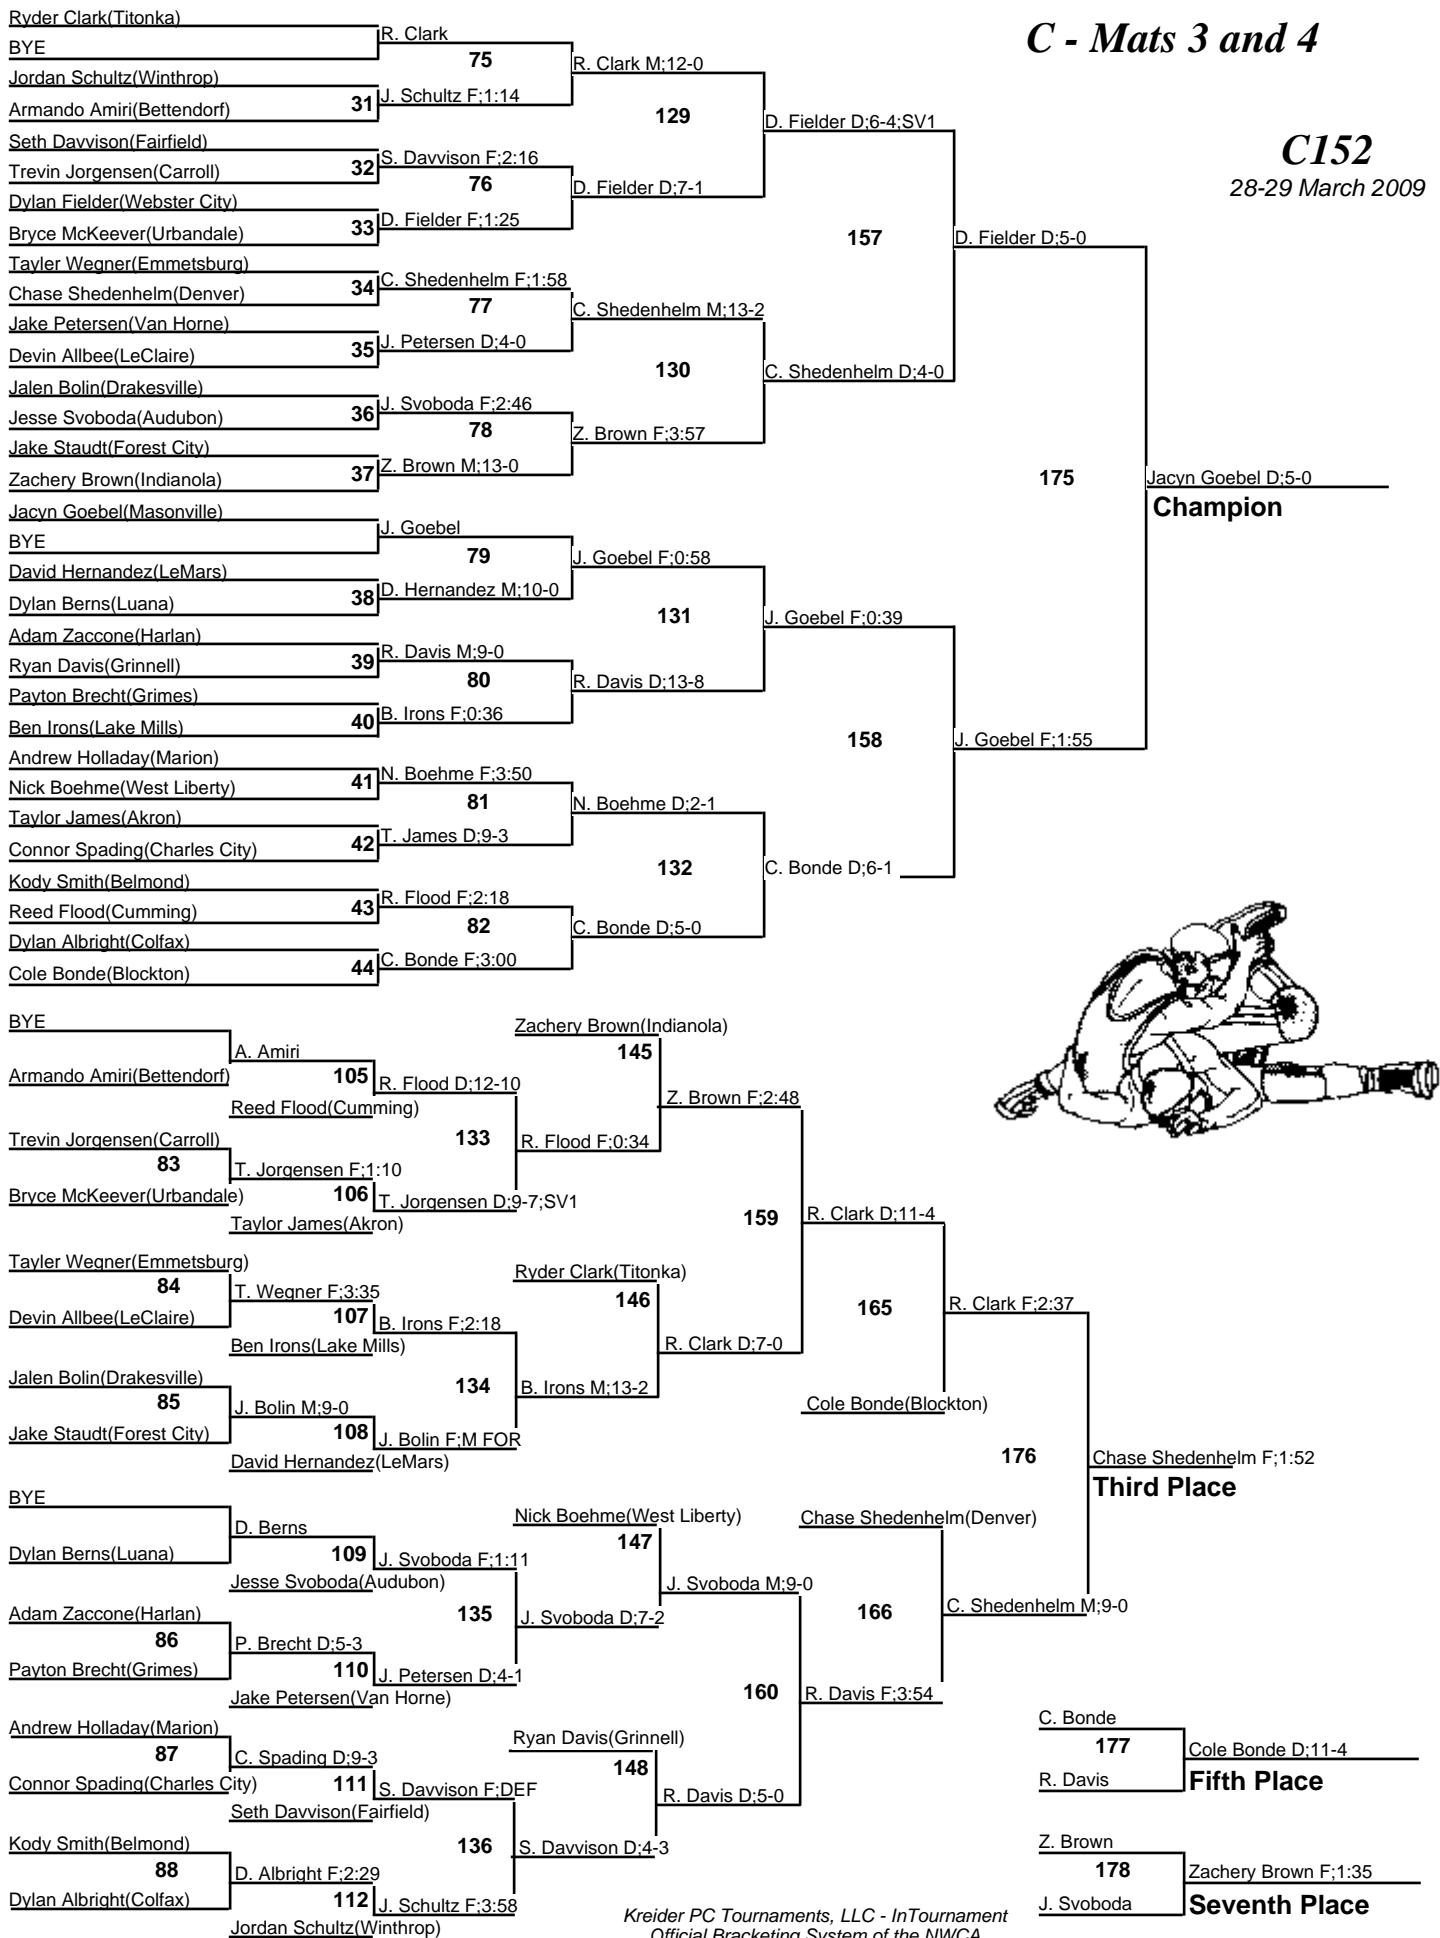 C - Mats 3 and 4
C152
28-29 March 2009
Ryder Clark(Titonka)
BYE
Jordan Schultz(Winthrop)
Armando Amiri(Bettendorf)
Seth Davvison(Fairfield)
Trevin Jorgensen(Carroll)
Dylan Fielder(Webster City)
Bryce McKeever(Urbandale)
Tayler Wegner(Emmetsburg)
Chase Shedenhelm(Denver)
Jake Petersen(Van Horne)
Devin Allbee(LeClaire)
Jalen Bolin(Drakesville)
Jesse Svoboda(Audubon)
Jake Staudt(Forest City)
Zachery Brown(Indianola)
Jacyn Goebel(Masonville)
BYE
David Hernandez(LeMars)
Dylan Berns(Luana)
Adam Zaccone(Harlan)
Ryan Davis(Grinnell)
Payton Brecht(Grimes)
Ben Irons(Lake Mills)
Andrew Holladay(Marion)
Nick Boehme(West Liberty)
Taylor James(Akron)
Connor Spading(Charles City)
Kody Smith(Belmond)
Reed Flood(Cumming)
Dylan Albright(Colfax)
Cole Bonde(Blockton)
31
32
33
34
35
36
37
38
39
40
41
42
43
44
R. Clark
75
J. Schultz F;1:14
S. Davvison F;2:16
76
D. Fielder F;1:25
C. Shedenhelm F;1:58
77
J. Petersen D;4-0
J. Svoboda F;2:46
78
Z. Brown M;13-0
J. Goebel
79
D. Hernandez M;10-0
R. Davis M;9-0
80
B. Irons F;0:36
N. Boehme F;3:50
81
T. James D;9-3
R. Flood F;2:18
82
C. Bonde F;3:00
R. Clark M;12-0
129
D. Fielder D;7-1
C. Shedenhelm M;13-2
130
Z. Brown F;3:57
J. Goebel F;0:58
131
R. Davis D;13-8
N. Boehme D;2-1
132
C. Bonde D;5-0
D. Fielder D;6-4;SV1
157
C. Shedenhelm D;4-0
J. Goebel F;0:39
158
C. Bonde D;6-1
D. Fielder D;5-0
175
J. Goebel F;1:55
Jacyn Goebel D;5-0
Champion
BYE
Armando Amiri(Bettendorf)
Trevin Jorgensen(Carroll)
83
Bryce McKeever(Urbandale)
Tayler Wegner(Emmetsburg)
84
Devin Allbee(LeClaire)
Jalen Bolin(Drakesville)
85
Jake Staudt(Forest City)
BYE
Dylan Berns(Luana)
Adam Zaccone(Harlan)
86
Payton Brecht(Grimes)
Andrew Holladay(Marion)
87
Connor Spading(Charles City)
Kody Smith(Belmond)
88
Dylan Albright(Colfax)
A. Amiri
105
Reed Flood(Cumming)
T. Jorgensen F;1:10
106
Taylor James(Akron)
T. Wegner F;3:35
107
Ben Irons(Lake Mills)
J. Bolin M;9-0
108
David Hernandez(LeMars)
D. Berns
109
Jesse Svoboda(Audubon)
P. Brecht D;5-3
110
Jake Petersen(Van Horne)
C. Spading D;9-3
111
Seth Davvison(Fairfield)
D. Albright F;2:29
112
Jordan Schultz(Winthrop)
R. Flood D;12-10
133
T. Jorgensen D;9-7;SV1
B. Irons F;2:18
134
J. Bolin F;M FOR
J. Svoboda F;1:11
135
J. Petersen D;4-1
S. Davvison F;DEF
136
J. Schultz F;3:58
Zachery Brown(Indianola)
145
R. Flood F;0:34
Ryder Clark(Titonka)
146
B. Irons M;13-2
Nick Boehme(West Liberty)
147
J. Svoboda D;7-2
Ryan Davis(Grinnell)
148
S. Davvison D;4-3
Z. Brown F;2:48
159
R. Clark D;7-0
J. Svoboda M;9-0
160
R. Davis D;5-0
R. Clark D;11-4
165
Cole Bonde(Blockton)
Chase Shedenhelm(Denver)
166
R. Davis F;3:54
R. Clark F;2:37
176
C. Shedenhelm M;9-0
Chase Shedenhelm F;1:52
Third Place
C. Bonde
177
R. Davis
Cole Bonde D;11-4
Fifth Place
Z. Brown
178
J. Svoboda
Zachery Brown F;1:35
Seventh Place
Kreider PC Tournaments, LLC - InTournament
Official Bracketing System of the NWCA